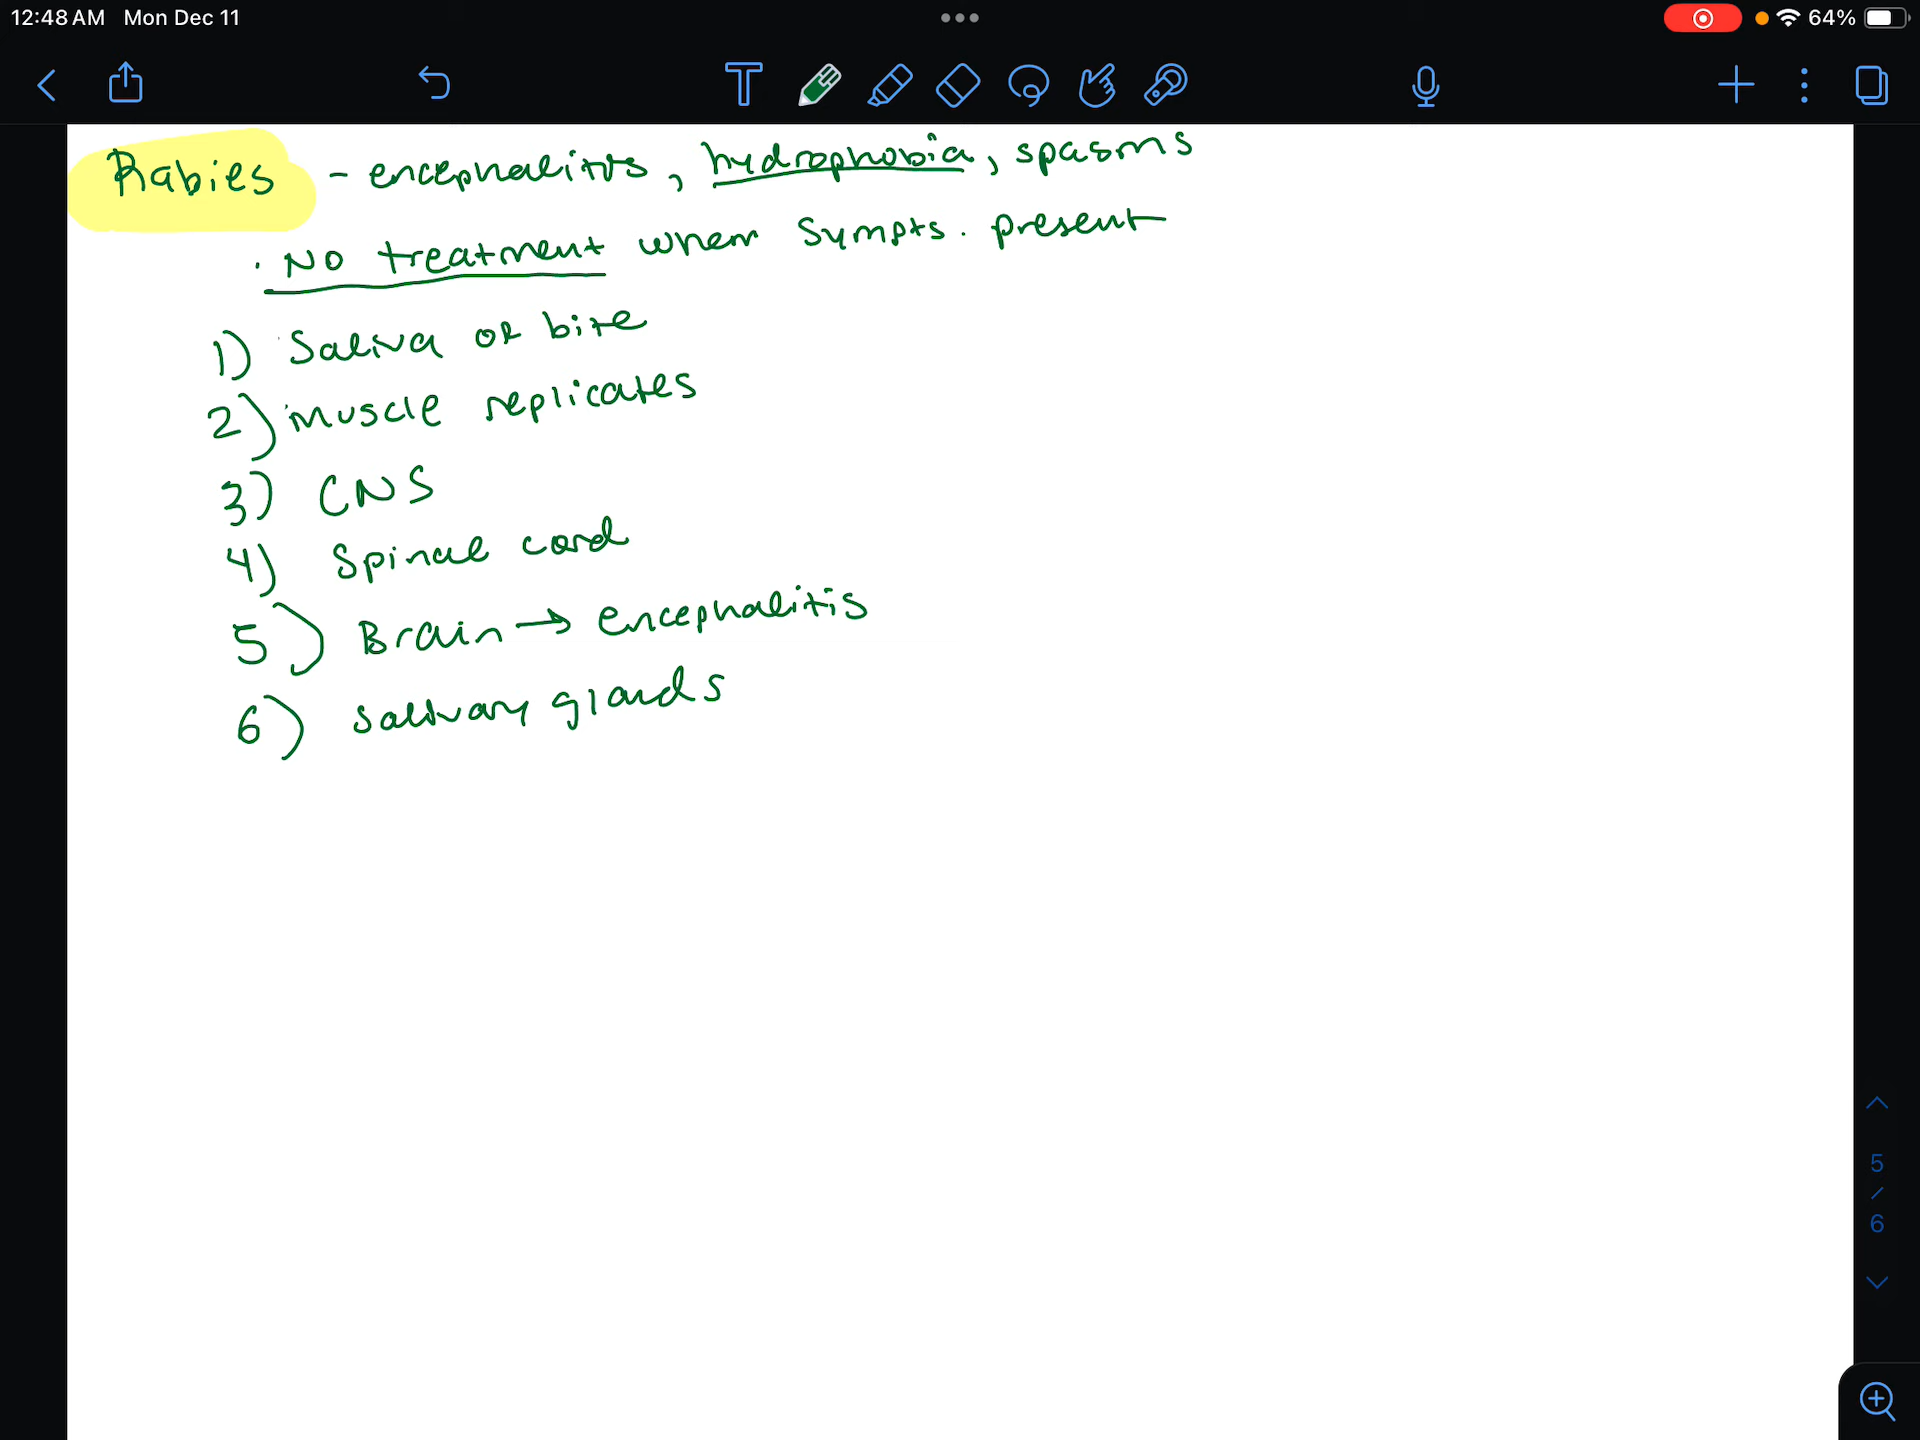 12:48 AM Mon Dec 11
64%
T
Rabies - encephalitis, hydrophobia, spasms
· No treatment when sympts. present
1) Saliva or bite
2) muscle replicates
3) CNS
4) Spinal cord
5) Brain → encephalitis
6) salivary glands
5
/
6